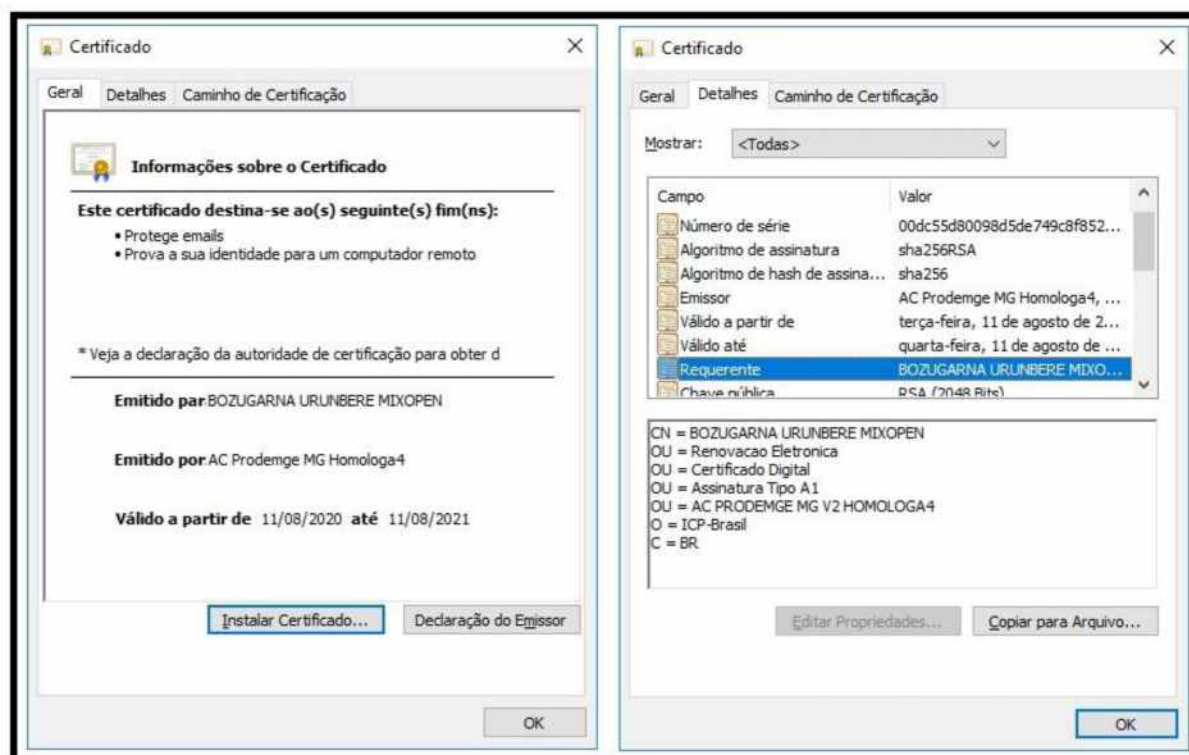 Certificado
Geral
Detalhes
Caminho de Certificação
Informações sobre o Certificado
Este certificado destina-se ao(s) seguinte(s) fim(ns):
• Protege emails
• Prova a sua identidade para um computador remoto
* Veja a declaração da autoridade de certificação para obter d
Emitido par BOZUGARNA URUNBERE MIXOPEN
Emitido por AC Prodemge MG Homologa4
Válido a partir de 11/08/2020 até 11/08/2021
Instalar Certificado...
Declaração do Emissor
OK
Certificado
Geral
Detalhes
Caminho de Certificação
Mostrar: <Todas>
Campo Valor
Número de série 00dc55d80098d5de749c8f852...
Algoritmo de assinatura sha256RSA
Algoritmo de hash de assina... sha256
Emissor AC Prodemge MG Homologa4, ...
Válido a partir de terça-feira, 11 de agosto de 2...
Válido até quarta-feira, 11 de agosto de ...
Requerente BOZUGARNA URUNBERE MIXO...
Chave pública RSA (2048 Bits)
CN = BOZUGARNA URUNBERE MIXOPEN
OU = Renovacao Eletronica
OU = Certificado Digital
OU = Assinatura Tipo A1
OU = AC PRODEMGE MG V2 HOMOLOGA4
O = ICP-Brasil
C = BR
Editar Propriedades...
Copiar para Arquivo...
OK